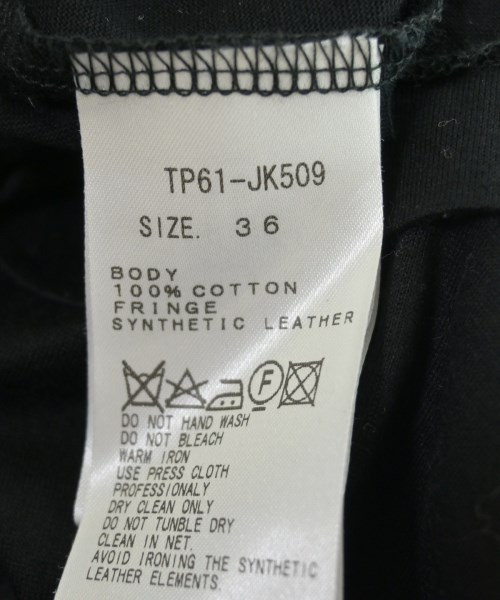 TP61-JK509
SIZE. 36
BODY
100% COTTON
FRINGE
SYNTHETIC LEATHER
F
DO NOT HAND WASH
DO NOT BLEACH
WARM IRON
USE PRESS CLOTH
PROFESSIONALY
DRY CLEAN ONLY
DO NOT TUNBLE DRY
CLEAN IN NET.
AVOID IRONING THE SYNTHETIC
LEATHER ELEMENTS.